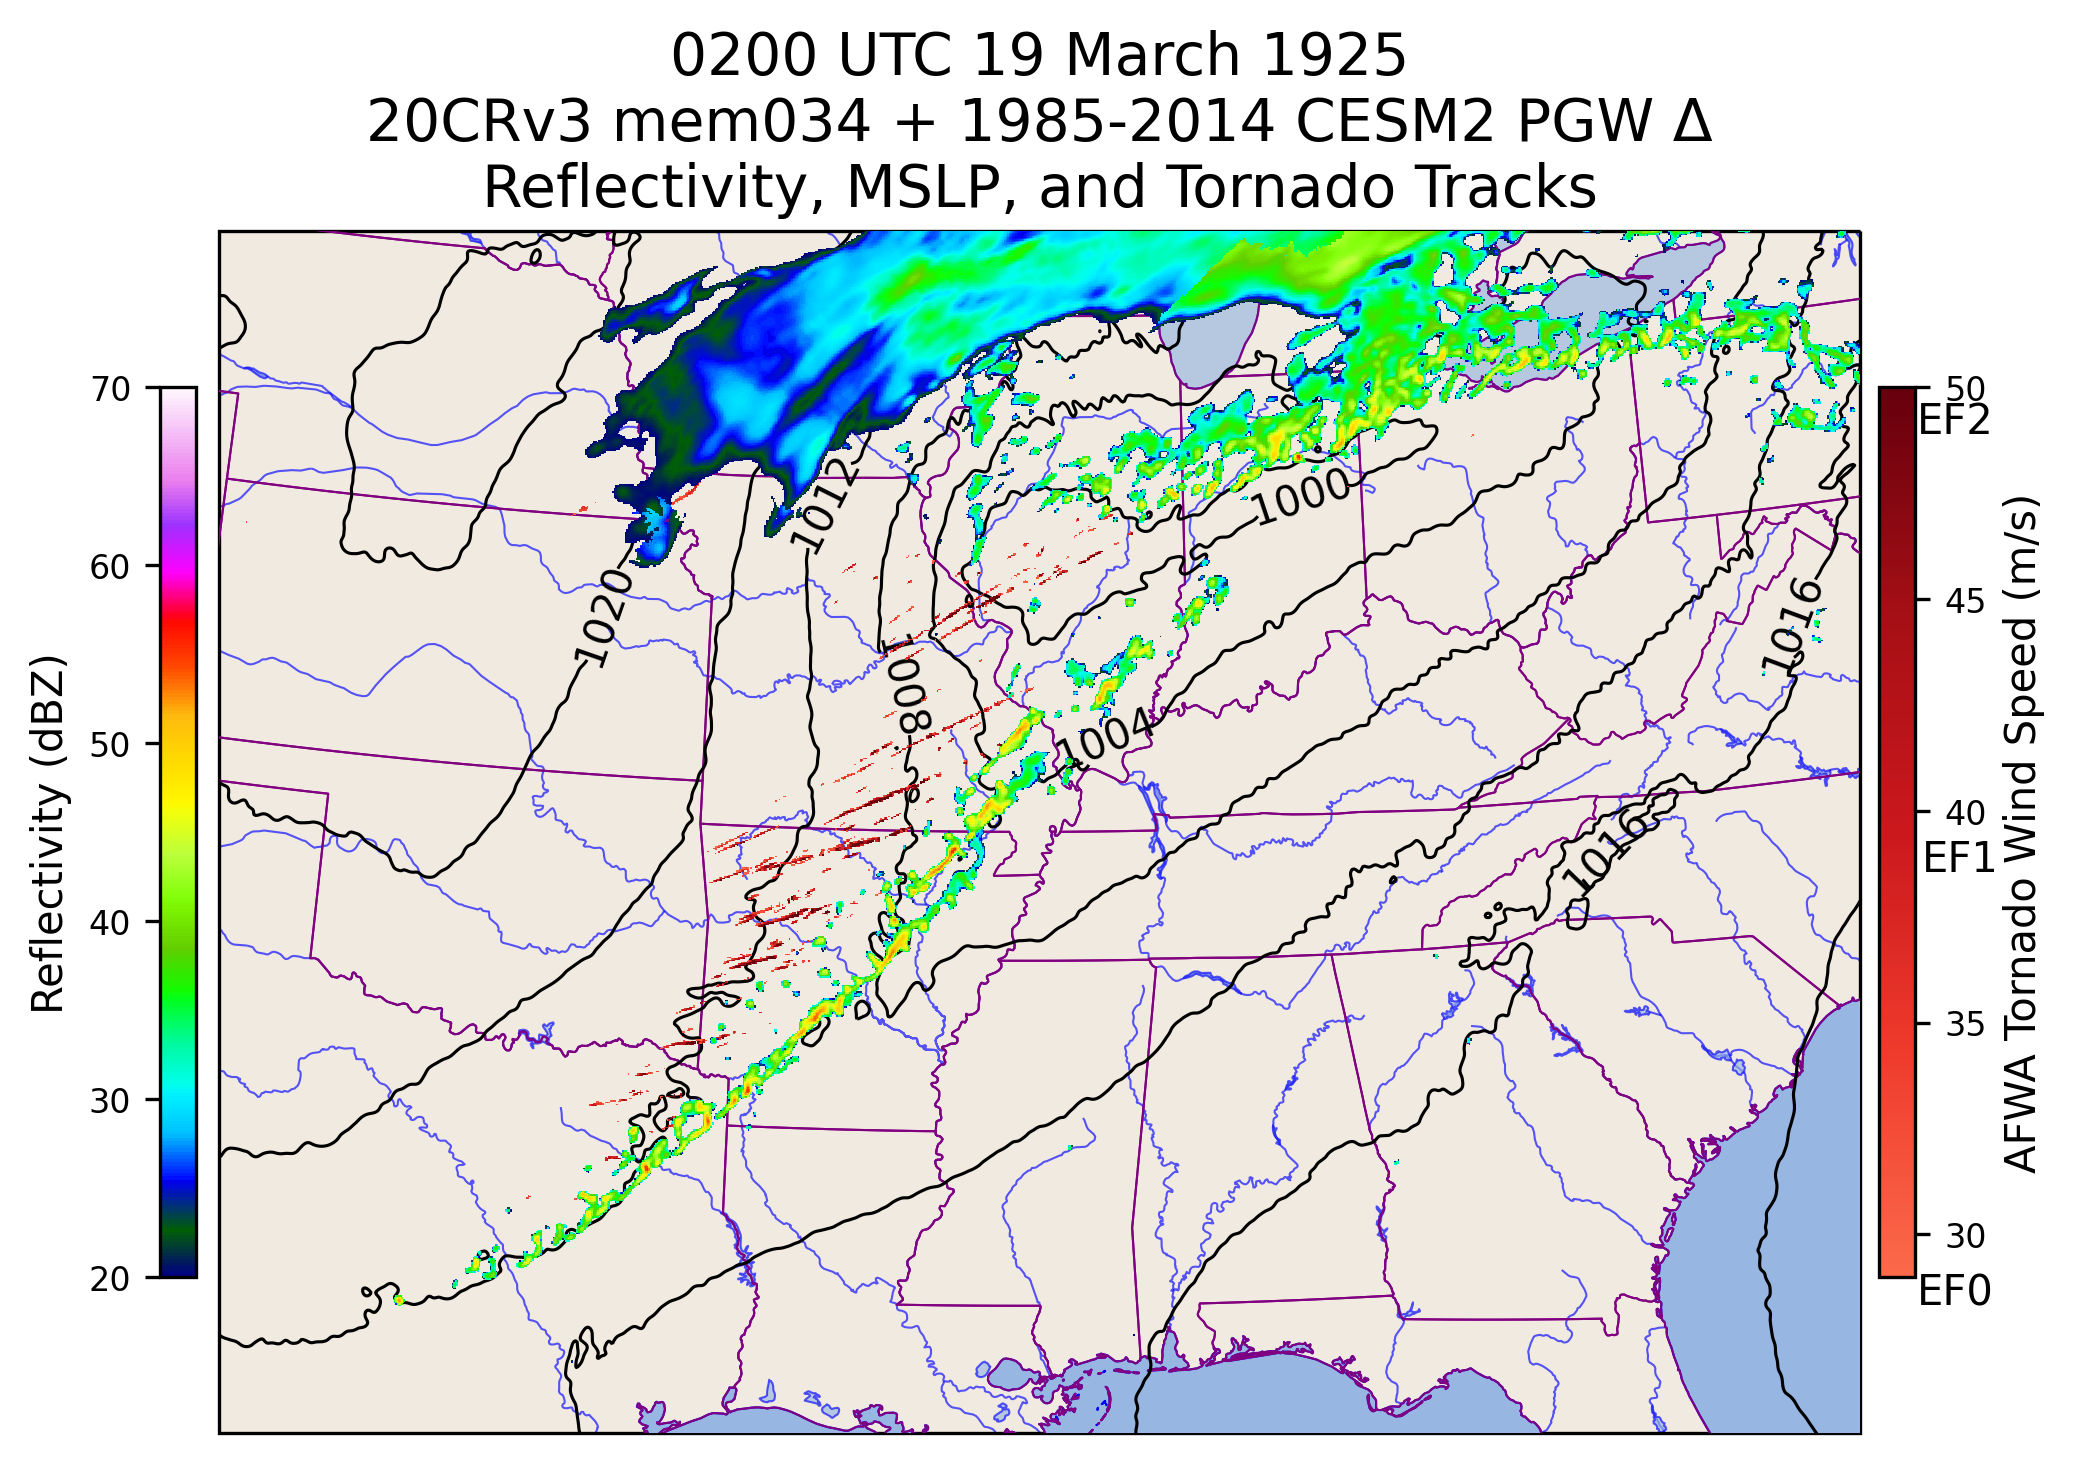 0200 UTC 19 March 1925
20CRv3 mem034 + 1985-2014 CESM2 PGW Δ
Reflectivity, MSLP, and Tornado Tracks
Reflectivity (dBZ)
70
60
50
40
30
20
1012
1000
1020
1008
1004
1016
1016
50
EF2
45
40
EF1
35
30
EF0
AFWA Tornado Wind Speed (m/s)